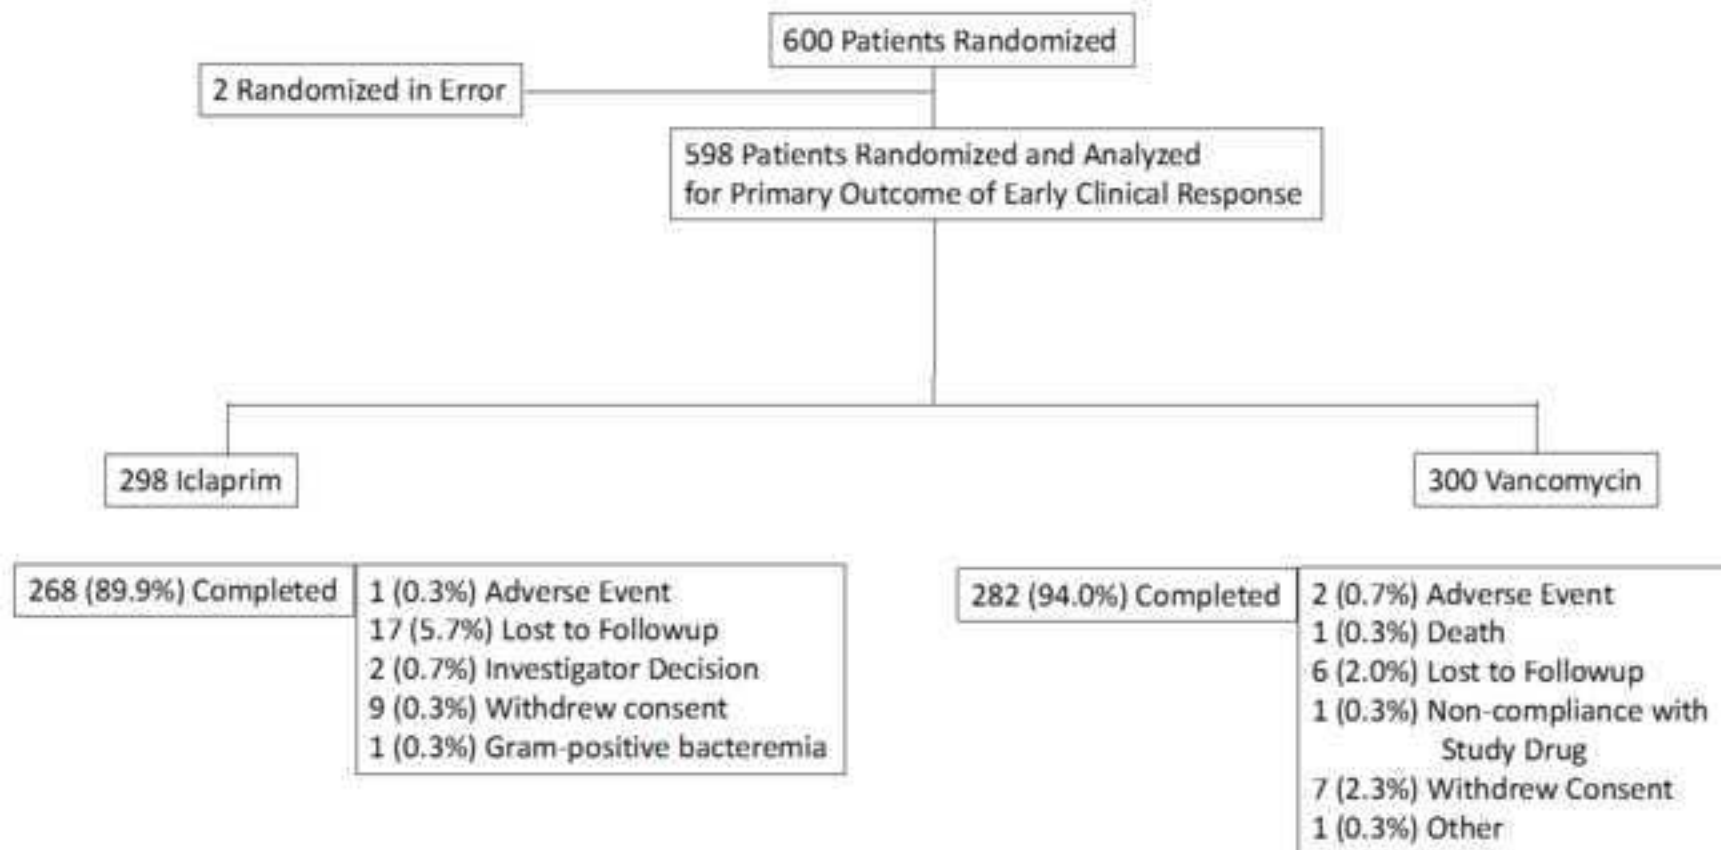 600 Patients Randomized
2 Randomized in Error
598 Patients Randomized and Analyzed
for Primary Outcome of Early Clinical Response
298 Iclaprim
300 Vancomycin
268 (89.9%) Completed
1 (0.3%) Adverse Event
17 (5.7%) Lost to Followup
2 (0.7%) Investigator Decision
9 (0.3%) Withdrew consent
1 (0.3%) Gram-positive bacteremia
282 (94.0%) Completed
2 (0.7%) Adverse Event
1 (0.3%) Death
6 (2.0%) Lost to Followup
1 (0.3%) Non-compliance with
Study Drug
7 (2.3%) Withdrew Consent
1 (0.3%) Other